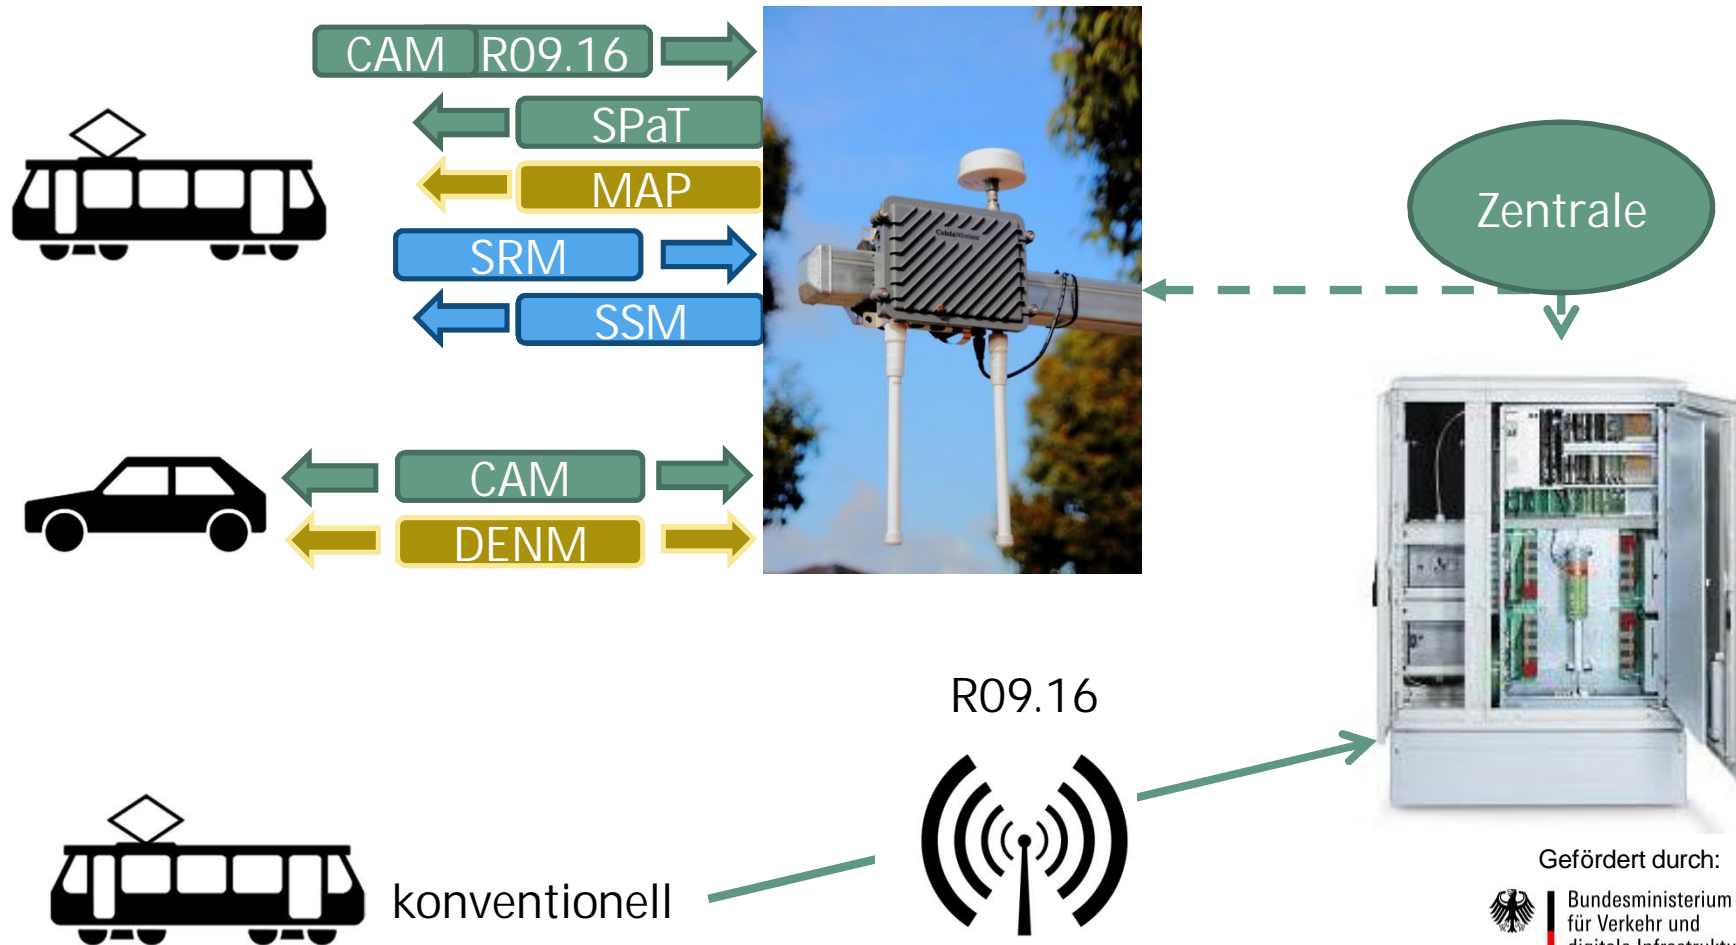 CAM R09.16
SPaT
MAP
SRM
SSM
CohdaWireless
Zentrale
CAM
DENM
R09.16
konventionell
Gefördert durch:
Bundesministerium
für Verkehr und